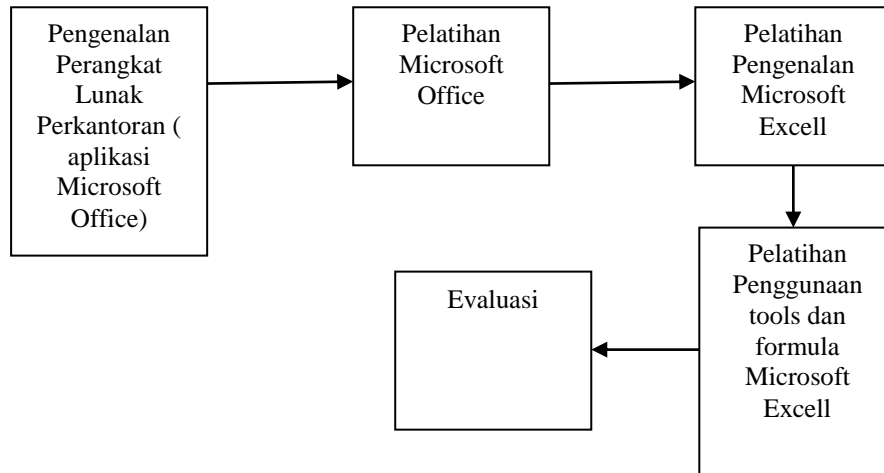 Pengenalan
Perangkat
Lunak
Perkantoran (
aplikasi
Microsoft
Office)
Pelatihan
Microsoft
Office
Pelatihan
Pengenalan
Microsoft
Excell
Pelatihan
Penggunaan
tools dan
formula
Microsoft
Excell
Evaluasi